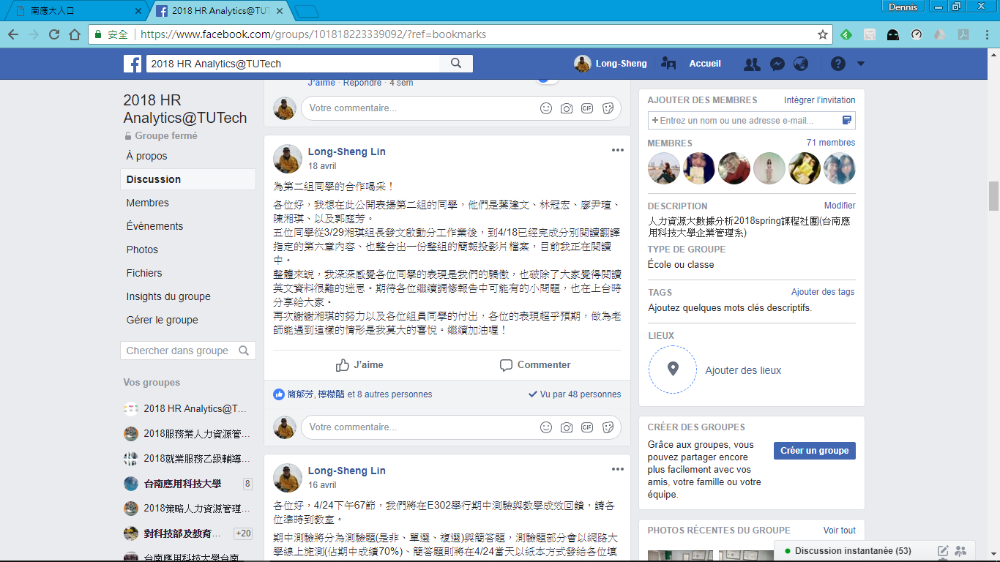 南應大入口
2018 HR Analytics@TUT
Dennis
安全
https://www.facebook.com/groups/101818223339092/?ref=bookmarks
2018 HR Analytics@TUTech
Long-Sheng
Accueil
2018 HR
Analytics@TUTech
Groupe fermé
À propos
Discussion
Membres
Évènements
Photos
Fichiers
Insights du groupe
Gérer le groupe
Chercher dans groupe
Vos groupes
2018 HR Analytics@T...
2018服務業人力資源管...
2018就業服務乙級輔導...
台南應用科技大學 8
2018策略人力資源管理...
對科技部及教育... +20
台南應用科技大學台南...
J'aime · Répondre · 4 sem
Votre commentaire...
GIF
Long-Sheng Lin
18 avril
為第二組同學的合作喝采！
各位好，我想在此公開表揚第二組的同學，他們是葉建文、林冠宏、廖尹瑄、
陳湘琪、以及郭庭芳。
五位同學從3/29湘琪組長發文啟動分工作業後，到4/18已經完成分別閱讀翻譯
指定的第六章內容、也整合出一份整組的簡報投影片檔案，目前我正在閱讀
中。
整體來說，我深深感覺各位同學的表現是我們的驕傲，也破除了大家覺得閱讀
英文資料很難的迷思。期待各位繼續調修報告中可能有的小問題，也在上台時
分享給大家。
再次謝謝湘琪的努力以及各位組員同學的付出，各位的表現超乎預期，做為老
師能遇到這樣的情形是我莫大的喜悅。繼續加油喔！
J'aime
Commenter
簡郁芳, 檸檬醋 et 8 autres personnes
Vu par 48 personnes
Votre commentaire...
GIF
Long-Sheng Lin
16 avril
各位好，4/24下午67節，我們將在E302舉行期中測驗與教學成效回饋，請各
位準時到教室。
期中測驗將分為測驗題(是非、單選、複選)與簡答題，測驗題部分會以網路大
學線上施測(佔期中成績70%)、簡答題則將在4/24當天以紙本方式發給各位填
AJOUTER DES MEMBRES
Intégrer l'invitation
+ Entrez un nom ou une adresse e-mail...
MEMBRES
71 membres
DESCRIPTION
Modifier
人力資源大數據分析2018spring課程社團(台南應
用科技大學企業管理系)
TYPE DE GROUPE
École ou classe
TAGS
Ajouter des tags
Ajoutez quelques mots clés descriptifs.
LIEUX
Ajouter des lieux
CRÉER DES GROUPES
Grâce aux groupes, vous
pouvez partager encore
plus facilement avec vos
amis, votre famille ou votre
équipe.
Créer un groupe
PHOTOS RÉCENTES DU GROUPE
Voir tout
Discussion instantanée (53)